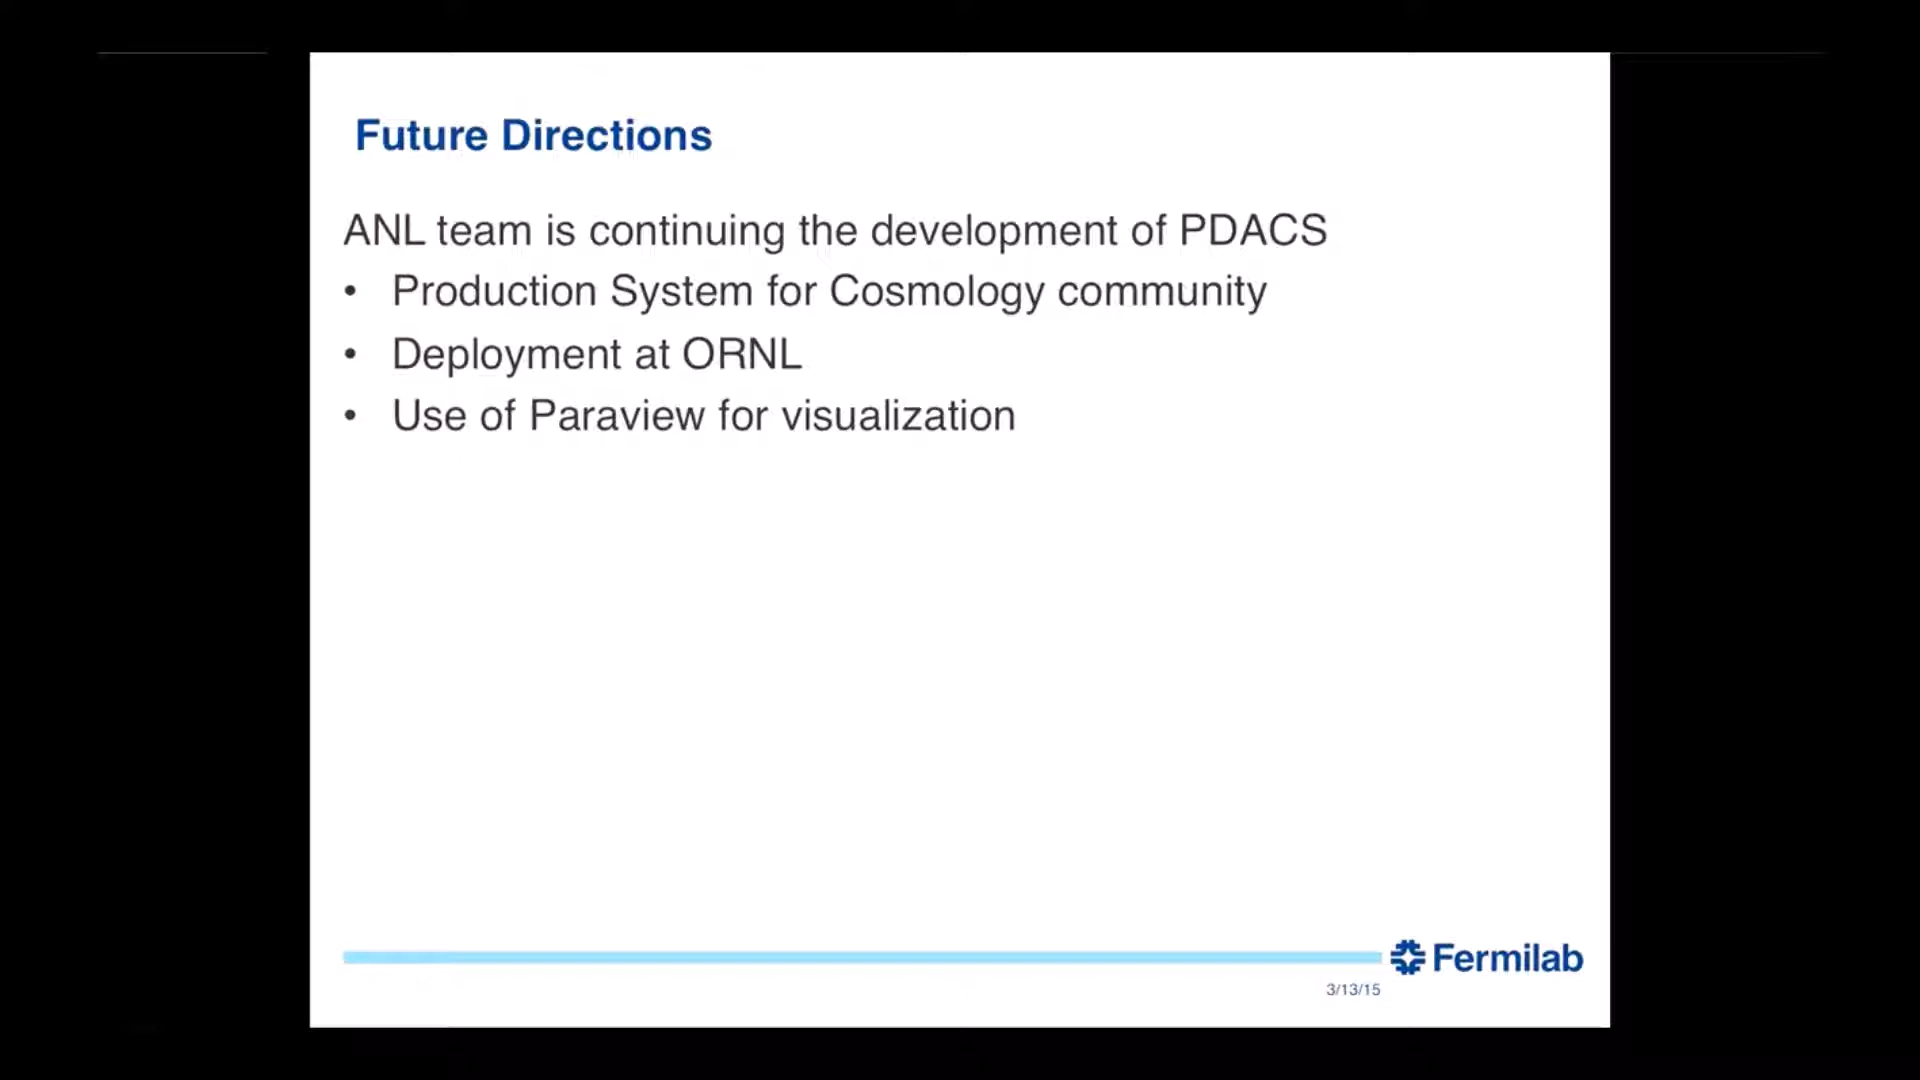 Future Directions
ANL team is continuing the development of PDACS
• Production System for Cosmology community
• Deployment at ORNL
• Use of Paraview for visualization
Fermilab
3/13/15